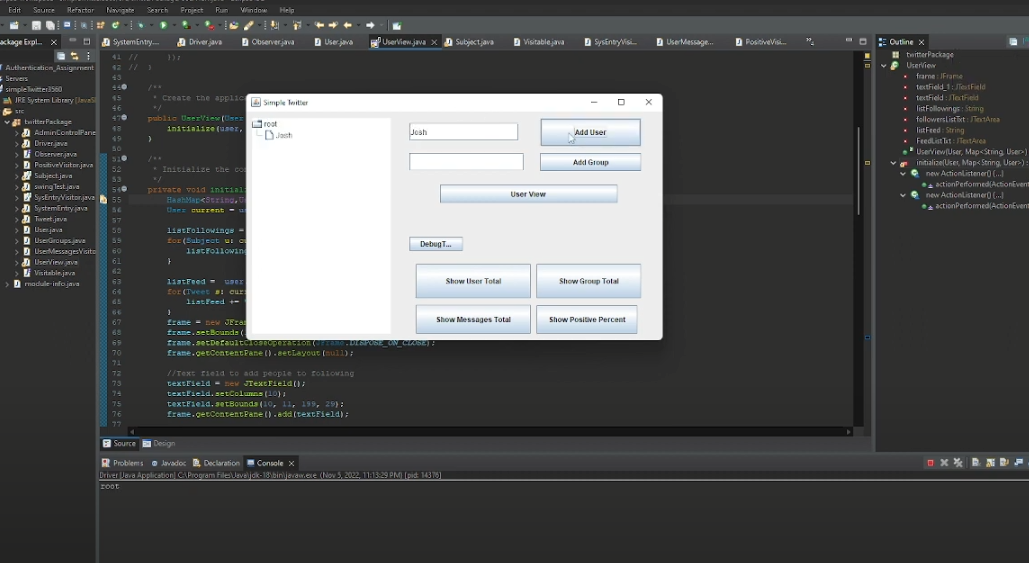 Edit Source Refactor Navigate Search Project Run Window Help
ackage Expl...
SystemEntry....
Driver.java
Observer.java
User.java
UserView.java
Subject.java
Visitable.java
SysEntryVisi...
UserMessage...
PositiveVisi...
Outline
Authentication_Assignment
Servers
simpleTwitter3560
JRE System Library [JavaS
src
twitterPackage
AdminControlPane
Driver.java
Observer.java
PositiveVisitor.java
Subject.java
swingTest.java
SysEntryVisitor.java
SystemEntry.java
Tweet.java
User.java
UserGroups.java
UserMessagesVisito
UserView.java
Visitable.java
module-info.java
41 // });
42 // }
43
44 /**
45 * Create the applic
46 */
47 public UserView(User
48 initialize(user,
49
50 }
51 /**
52 * Initialize the co
53 */
54 private void initial
55 HashMap<String,U
56 User current = u
57
58 listFollowings =
59 for(Subject u: cu
60 listFollowing
61 }
62
63 listFeed = user
64 for(Tweet s: curr
65 listFeed +=
66 }
67 frame = new JFram
68 frame.setBounds(
69 frame.setDefaultCloseOperation(JFrame.DISPOSE_ON_CLOSE);
70 frame.getContentPane().setLayout(null);
71
72 //Text field to add people to following
73 textField = new JTextField();
74 textField.setColumns(10);
75 textField.setBounds(10, 11, 199, 29);
76 frame.getContentPane().add(textField);
77
Simple Twitter
root
Josh
Josh
Add User
Add Group
User View
DebugT...
Show User Total
Show Group Total
Show Messages Total
Show Positive Percent
twitterPackage
UserView
frame : JFrame
textField_1 : JTextField
textField : JTextField
listFollowings : String
followersListTxt : JTextArea
listFeed : String
FeedListTxt : JTextArea
UserView(User, Map<String, User>)
initialize(User, Map<String, User>) :
new ActionListener() {...}
actionPerformed(ActionEvent
new ActionListener() {...}
actionPerformed(ActionEvent
Source Design
Problems Javadoc Declaration Console
Driver [Java Application] C:\Program Files\Java\jdk-18\bin\javaw.exe (Nov 5, 2022, 11:13:29 PM) [pid: 14376]
root